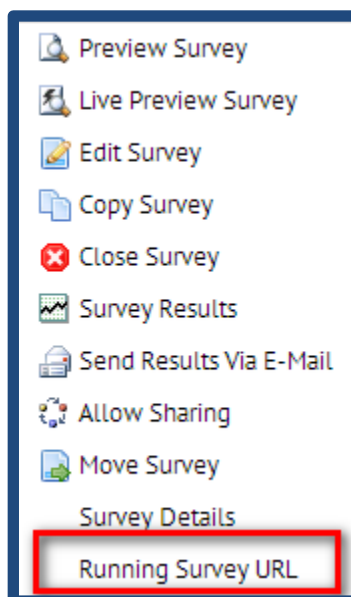 Preview Survey
Live Preview Survey
Edit Survey
Copy Survey
Close Survey
Survey Results
Send Results Via E-Mail
Allow Sharing
Move Survey
Survey Details
Running Survey URL